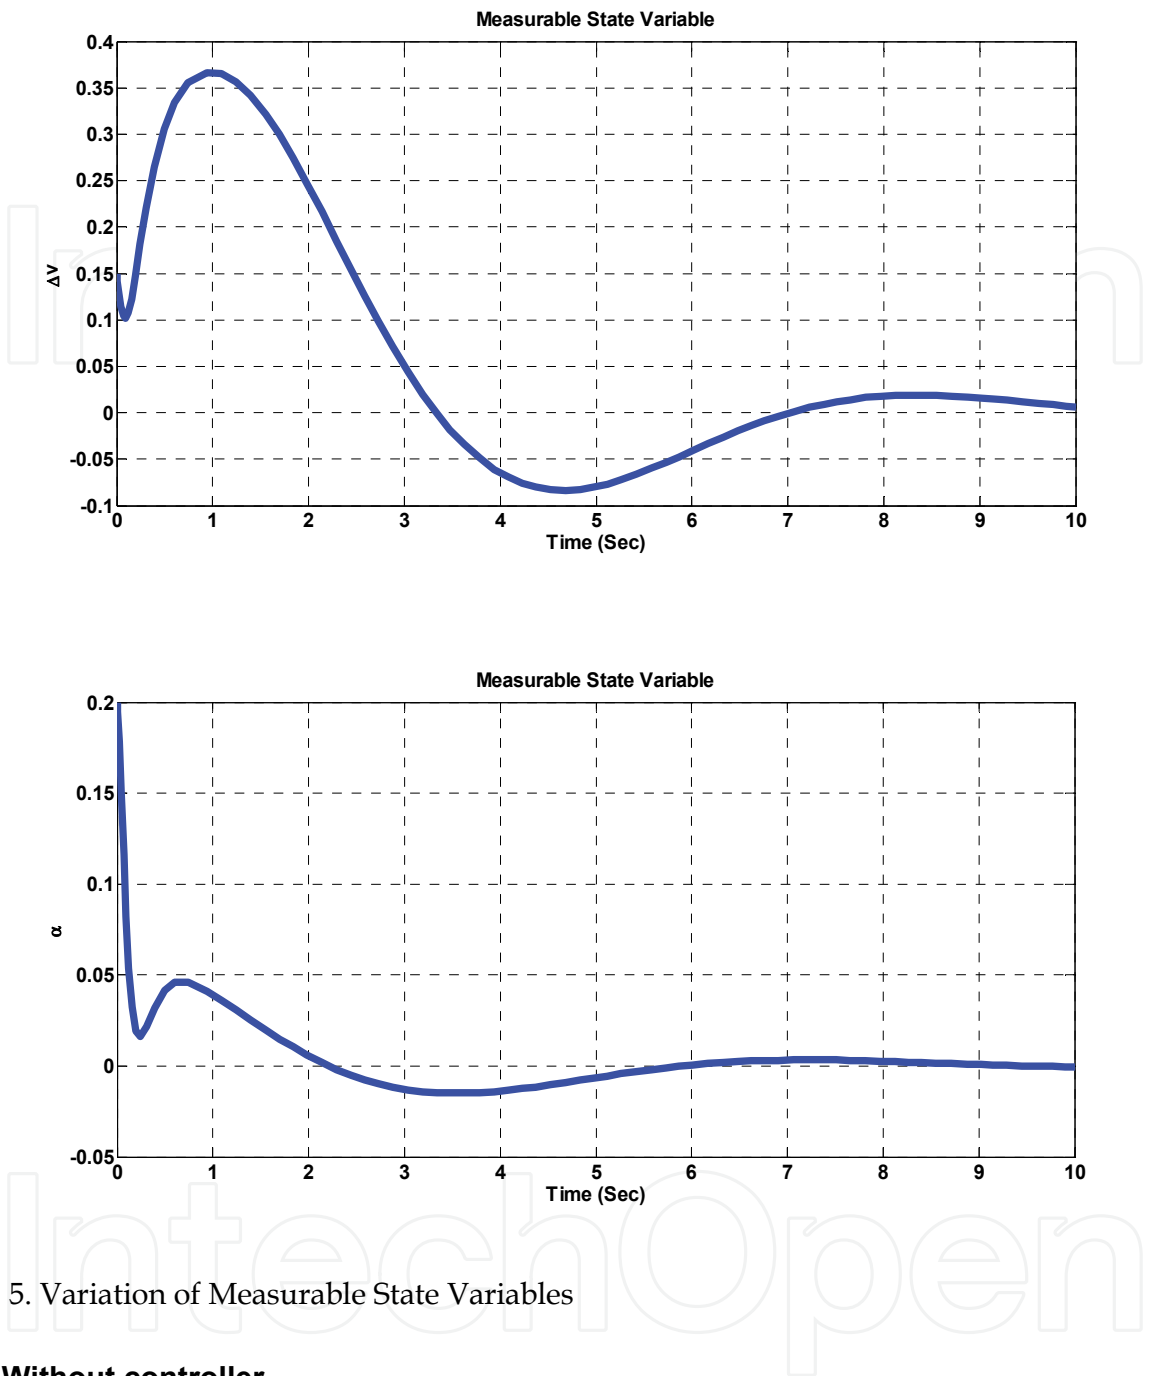 Measurable State Variable
0.4
0.35
0.3
0.25
0.2
0.15
0.1
0.05
0
-0.05
-0.1
ΔV
0 1 2 3 4 5 6 7 8 9 10
Time (Sec)
Measurable State Variable
0.2
0.15
0.1
0.05
0
-0.05
α
0 1 2 3 4 5 6 7 8 9 10
Time (Sec)
IntechOpen
5. Variation of Measurable State Variables
Without controller